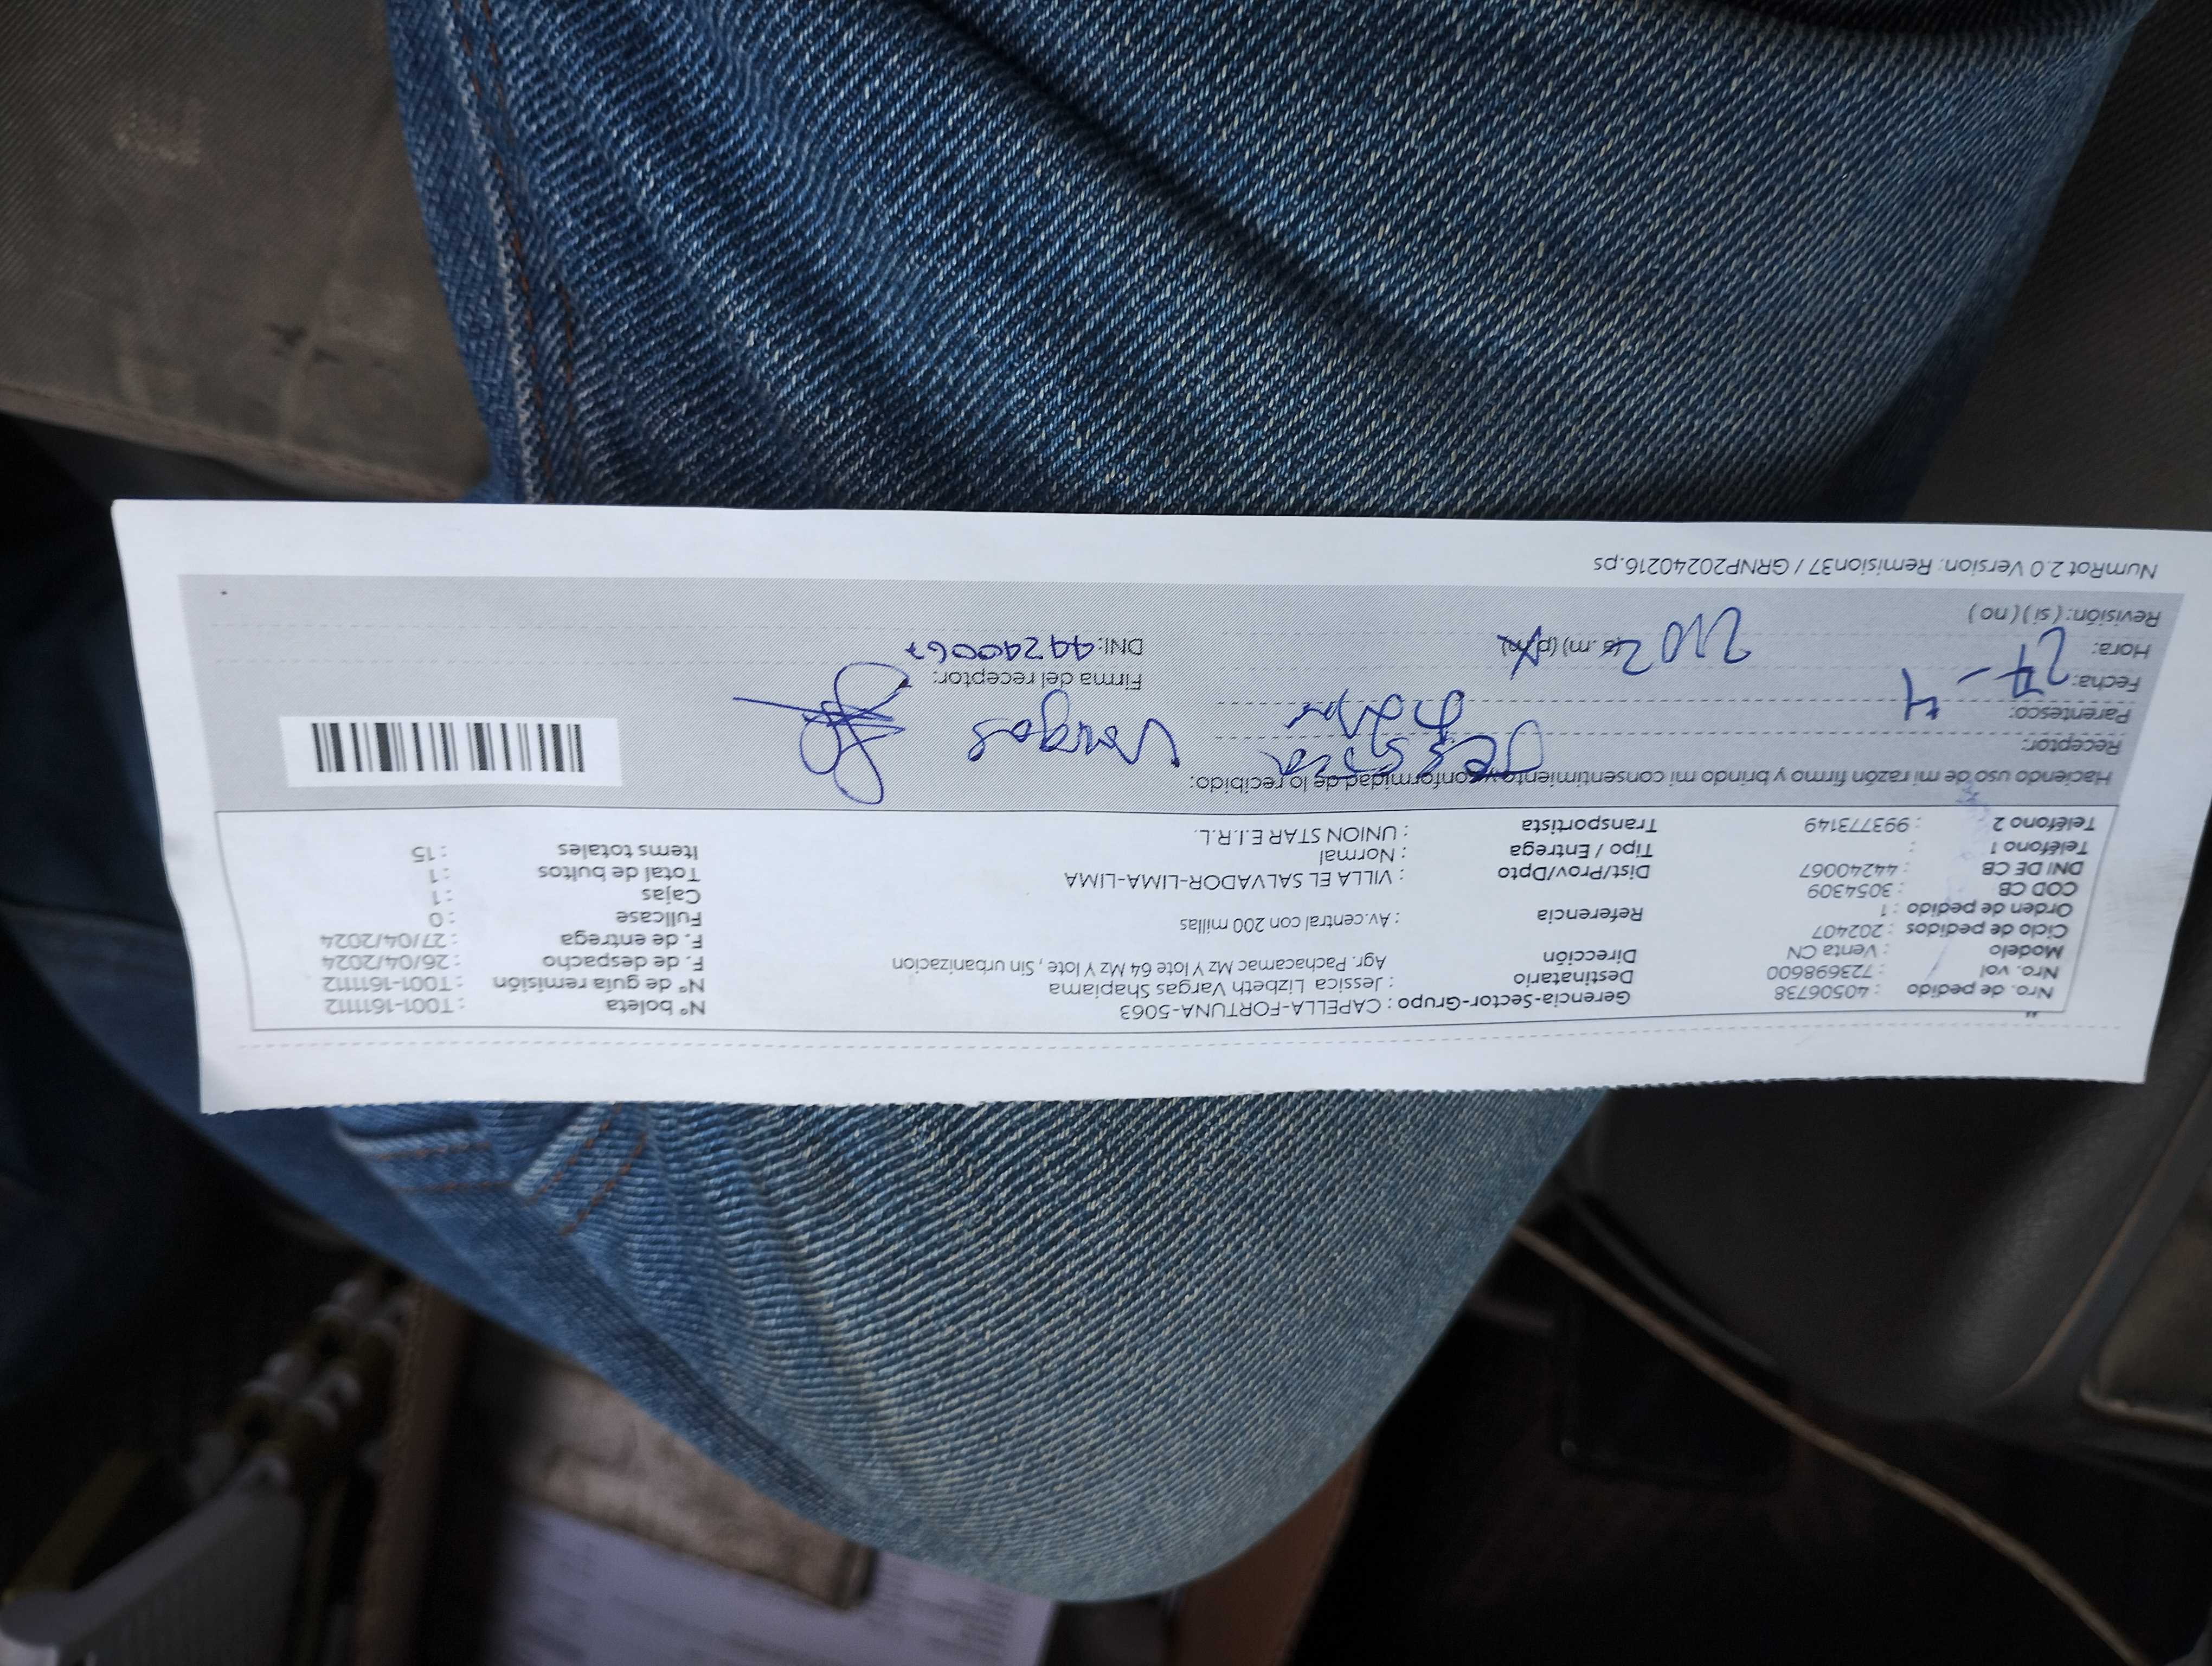 Nro. de pedido : 40506738 Gerencia-Sector-Grupo : CAPELLA-FORTUNA-5063 N° boleta : T001-1611112
Nro. vol : 723698600 Destinatario : Jessica Lizbeth Vargas Shapiama N° de guía remisión : T001-1611112
Modelo : Venta CN Dirección Agr. Pachacamac Mz Y lote 64 Mz Y lote , Sin urbanizacion F. de despacho : 26/04/2024
Ciclo de pedidos : 202407 F. de entrega : 27/04/2024
Orden de pedido : 1 Referencia : Av.central con 200 millas Fullcase : 0
COD CB : 3054309 Cajas : 1
DNI DE CB : 44240067 Dist/Prov/Dpto : VILLA EL SALVADOR-LIMA-LIMA Total de bultos : 1
Teléfono 1 : Tipo / Entrega : Normal Items totales : 15
Teléfono 2 : 993773149 Transportista : UNION STAR E.I.R.L.
Haciendo uso de mi razón firmo y brindo mi consentimiento y conformidad de lo recibido:
Receptor: Jessica Vargas
Parentesco:
Fecha: 27-4 Firma del receptor:
Hora: (a.m) (p.m) DNI: 44240067
Revisión: ( si ) ( no )
NumRot 2.0 Version: Remision37 / GRNP20240216.ps